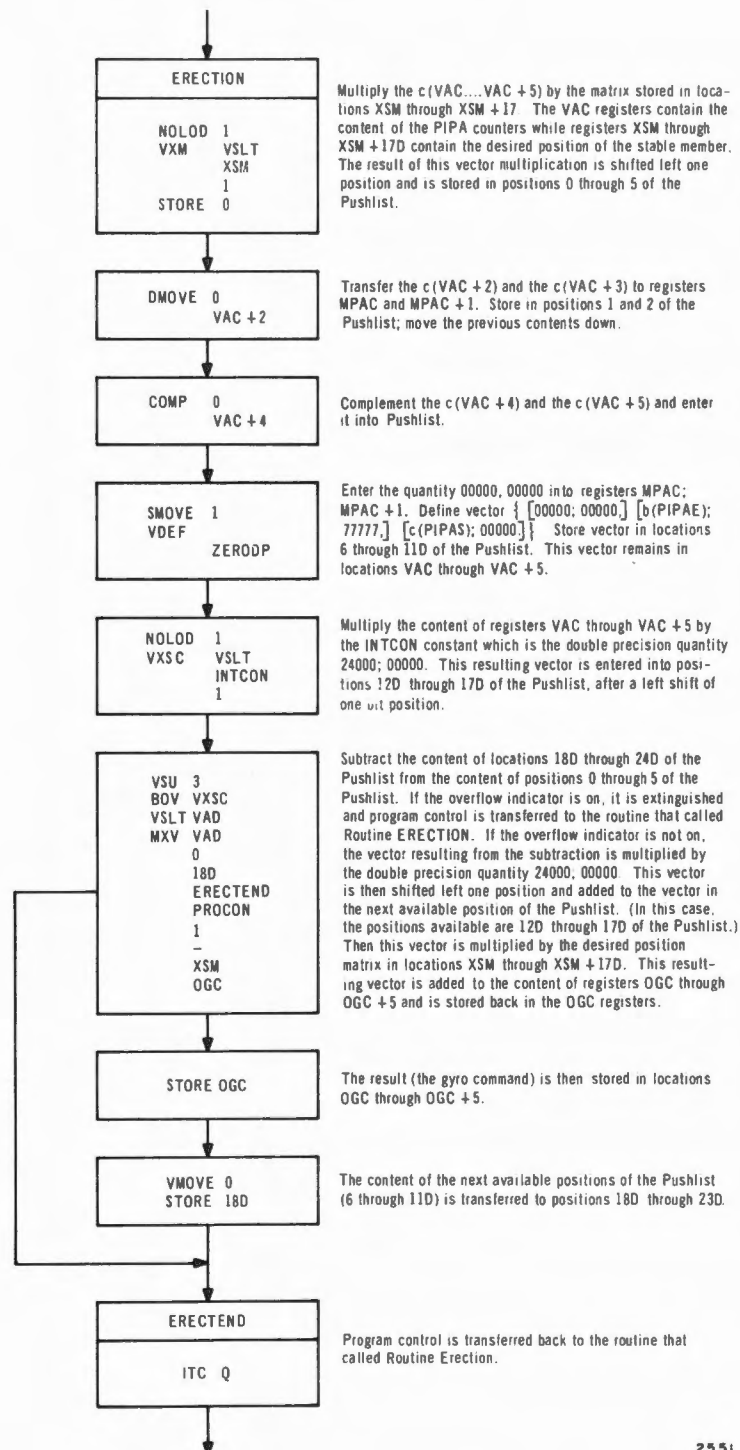 ERECTION
NOLOD 1
VXM VSLT
XSM
1
STORE 0
Multiply the c(VAC....VAC +5) by the matrix stored in loca-
tions XSM through XSM +17 The VAC registers contain the
content of the PIPA counters while registers XSM through
XSM +17D contain the desired position of the stable member.
The result of this vector multiplication is shifted left one
position and is stored in positions 0 through 5 of the
Pushlist.
DMOVE 0
VAC +2
Transfer the c(VAC +2) and the c(VAC +3) to registers
MPAC and MPAC +1. Store in positions 1 and 2 of the
Pushlist; move the previous contents down.
COMP 0
VAC +4
Complement the c(VAC +4) and the c(VAC +5) and enter
it into Pushlist.
SMOVE 1
VDEF
ZERODP
Enter the quantity 00000, 00000 into registers MPAC;
MPAC +1. Define vector { [00000; 00000,] [b(PIPAE);
77777,] [c(PIPAS); 00000,]} Store vector in locations
6 through 11D of the Pushlist. This vector remains in
locations VAC through VAC +5.
NOLOD 1
VXSC VSLT
INTCON
1
Multiply the content of registers VAC through VAC +5 by
the INTCON constant which is the double precision quantity
24000; 00000. This resulting vector is entered into posi-
tions 12D through 17D of the Pushlist, after a left shift of
one bit position.
VSU 3
BOV VXSC
VSLT VAD
MXV VAD
0
18D
ERECTEND
PROCON
1
–
XSM
OGC
Subtract the content of locations 18D through 24D of the
Pushlist from the content of positions 0 through 5 of the
Pushlist. If the overflow indicator is on, it is extinguished
and program control is transferred to the routine that called
Routine ERECTION. If the overflow indicator is not on,
the vector resulting from the subtraction is multiplied by
the double precision quantity 24000, 00000 This vector
is then shifted left one position and added to the vector in
the next available position of the Pushlist. (In this case,
the positions available are 12D through 17D of the Pushlist.)
Then this vector is multiplied by the desired position
matrix in locations XSM through XSM +17D. This result-
ing vector is added to the content of registers OGC through
OGC +5 and is stored back in the OGC registers.
STORE OGC
The result (the gyro command) is then stored in locations
OGC through OGC +5.
VMOVE 0
STORE 18D
The content of the next available positions of the Pushlist
(6 through 11D) is transferred to positions 18D through 23D.
ERECTEND
ITC Q
Program control is transferred back to the routine that
called Routine Erection.